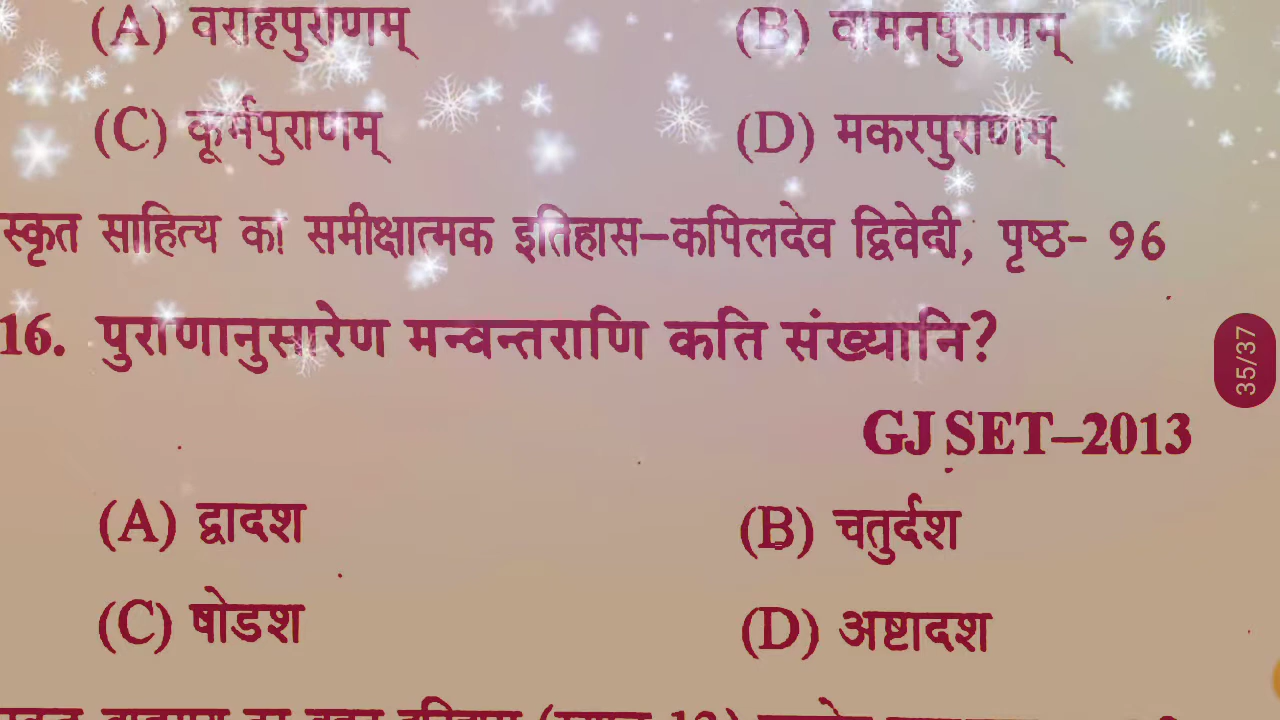 (A) वराहपुराणम् (B) वामनपुराणम्
(C) कूर्मपुराणम् (D) मकरपुराणम्
स्कृत साहित्य का समीक्षात्मक इतिहास–कपिलदेव द्विवेदी, पृष्ठ- 96
16. पुराणानुसारेण मन्वन्तराणि कति संख्यानि?
35/37
GJ SET–2013
(A) द्वादश (B) चतुर्दश
(C) षोडश (D) अष्टादश